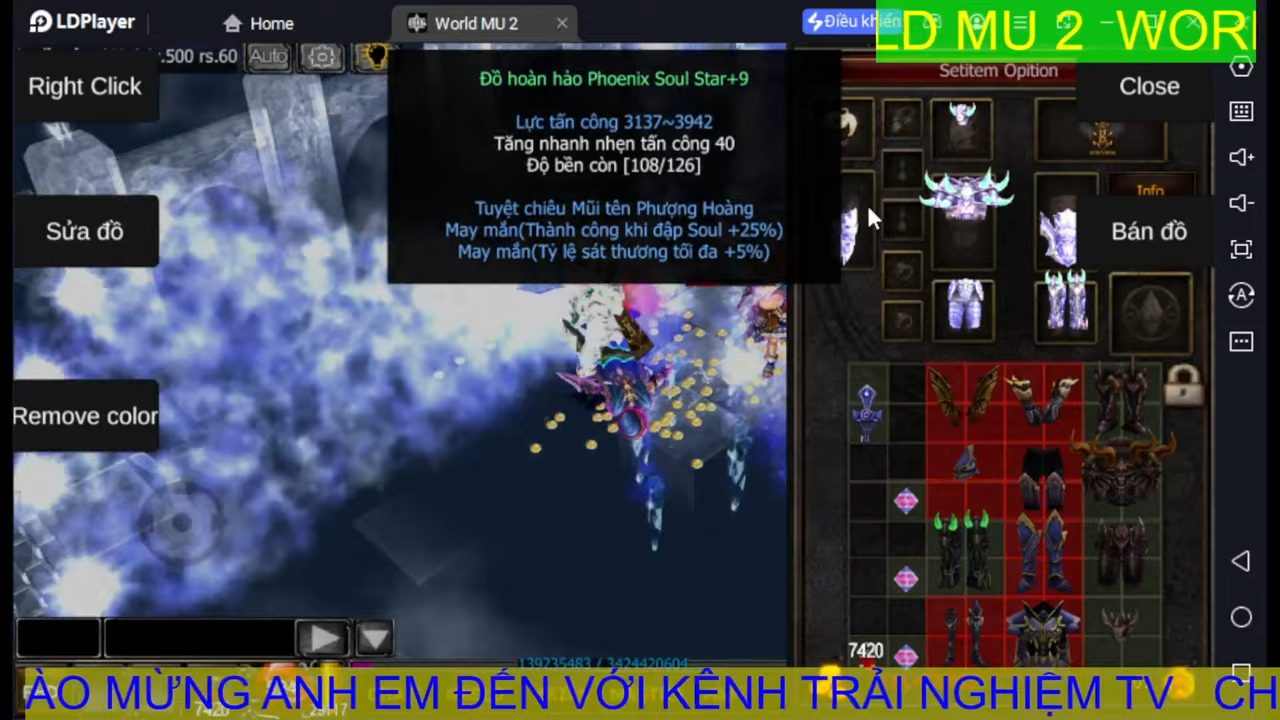 LDPlayer
Home
World MU 2
Điều khiển
LD MU 2 WOR
.500 rs.60
Auto
Right Click
Đồ hoàn hảo Phoenix Soul Star+9
Lực tấn công 3137~3942
Tăng nhanh nhẹn tấn công 40
Độ bền còn [108/126]
Tuyệt chiêu Mũi tên Phượng Hoàng
May mắn(Thành công khi đập Soul +25%)
May mắn(Tỷ lệ sát thương tối đa +5%)
Setitem Opition
Close
Info
Sửa đồ
Bán đồ
Remove color
7420
139235483 / 3424420604
ÀO MỪNG ANH EM ĐẾN VỚI KÊNH TRẢI NGHIỆM TV CH
7420